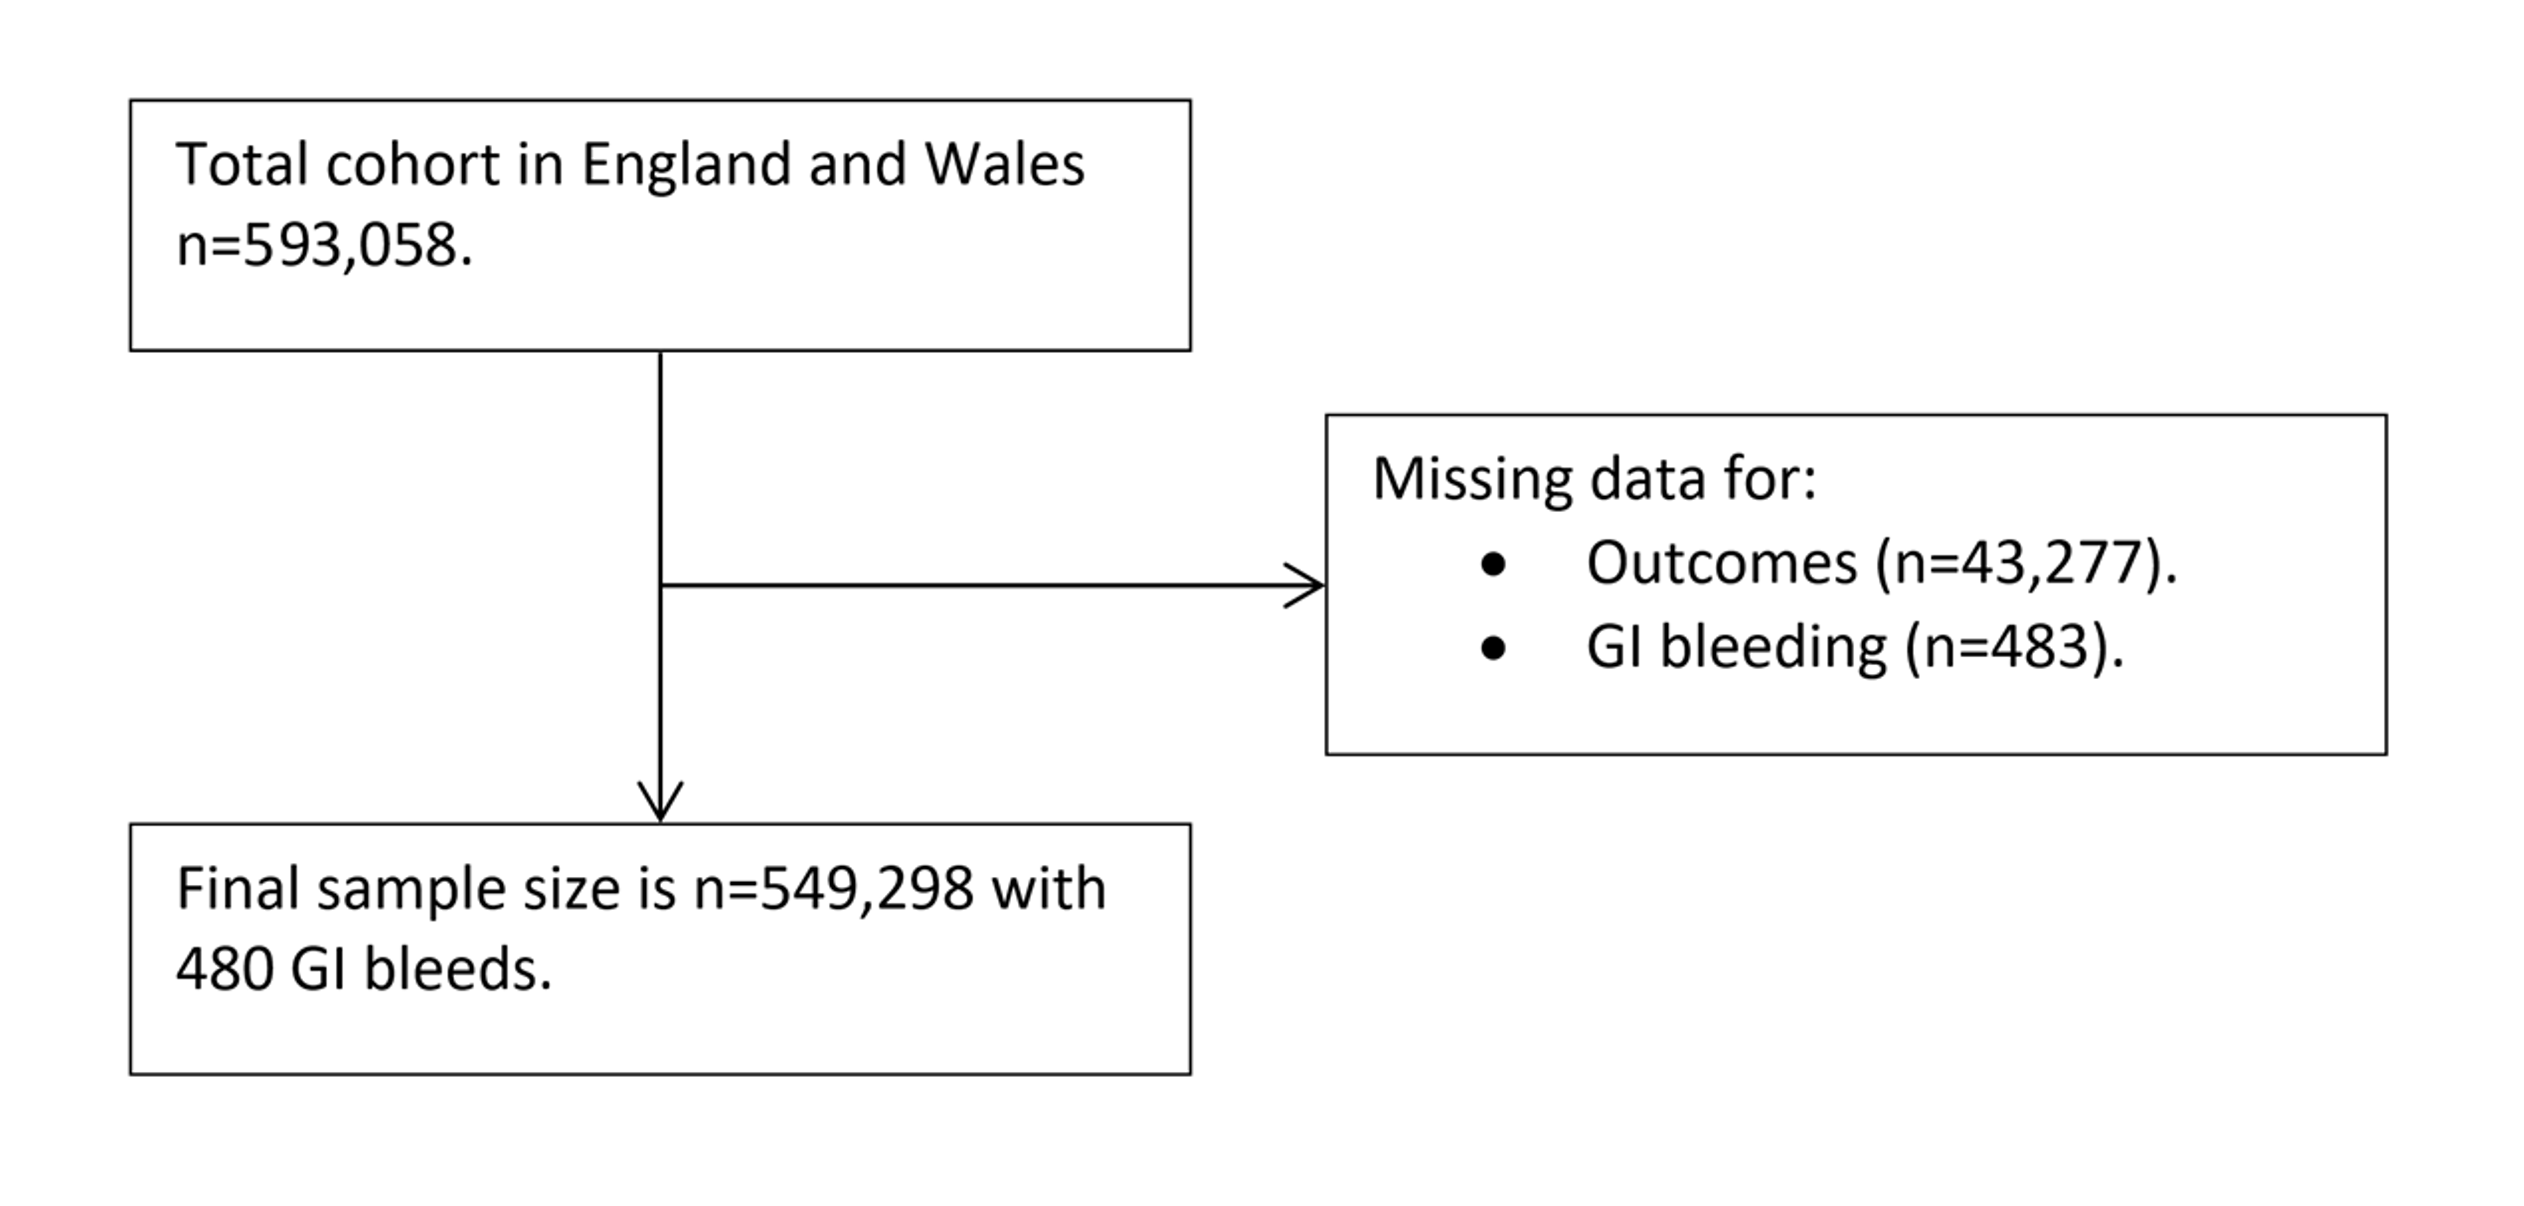 Total cohort in England and Wales
n=593,058.
Missing data for:
• Outcomes (n=43,277).
• GI bleeding (n=483).
Final sample size is n=549,298 with
480 GI bleeds.